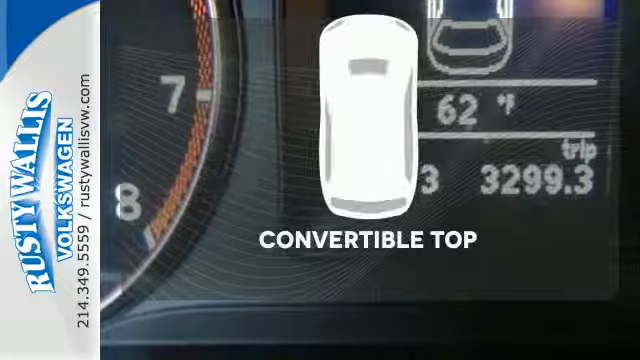 RUSTY WALLIS
VOLKSWAGEN
214.349.5559 / rustywallisvw.com
7
8
62 °F
trip
3 3299.3
CONVERTIBLE TOP